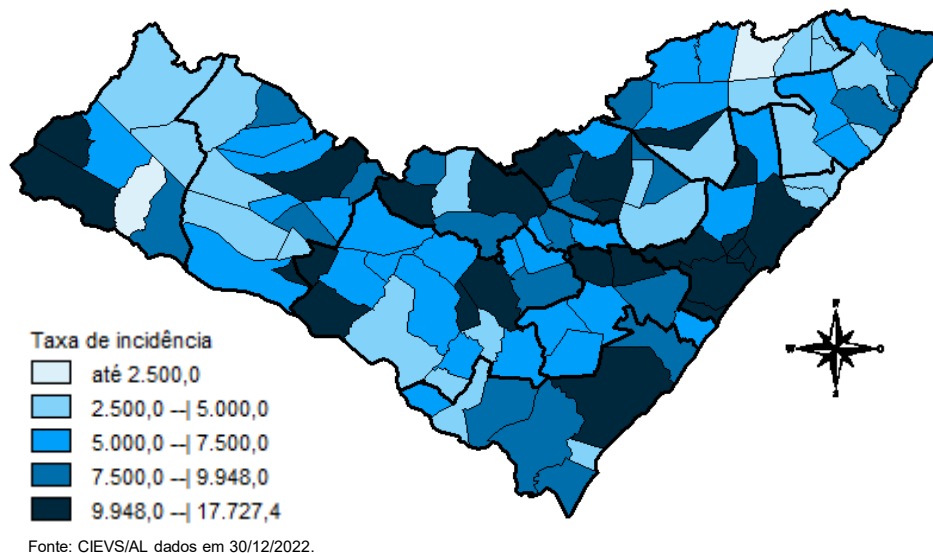 Taxa de incidência
até 2.500,0
2.500,0 --| 5.000,0
5.000,0 --| 7.500,0
7.500,0 --| 9.948,0
9.948,0 --| 17.727,4
N
W
O
S
Fonte: CIEVS/AL dados em 30/12/2022.